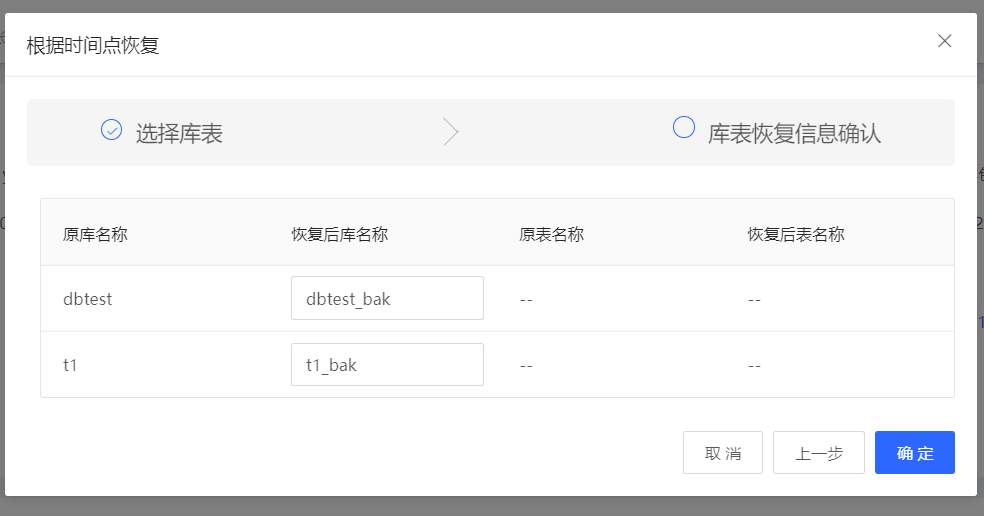 根据时间点恢复
选择库表
库表恢复信息确认
原库名称 恢复后库名称 原表名称 恢复后表名称
dbtest dbtest_bak -- --
t1 t1_bak -- --
取 消 上一步 确 定